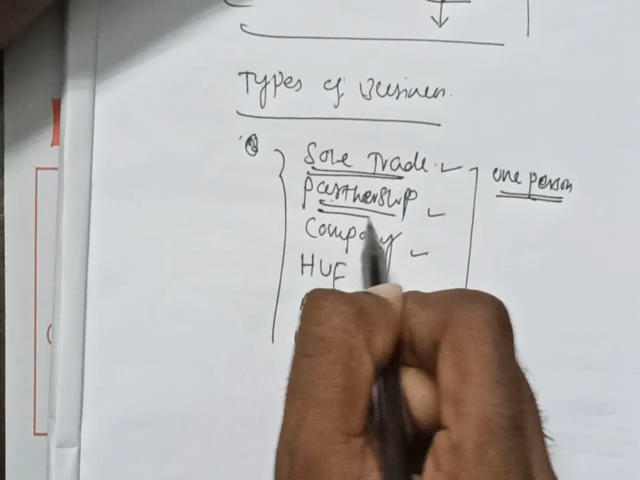 Types of Business.
Sole Trade.
one person
Partnership
Company
HUF